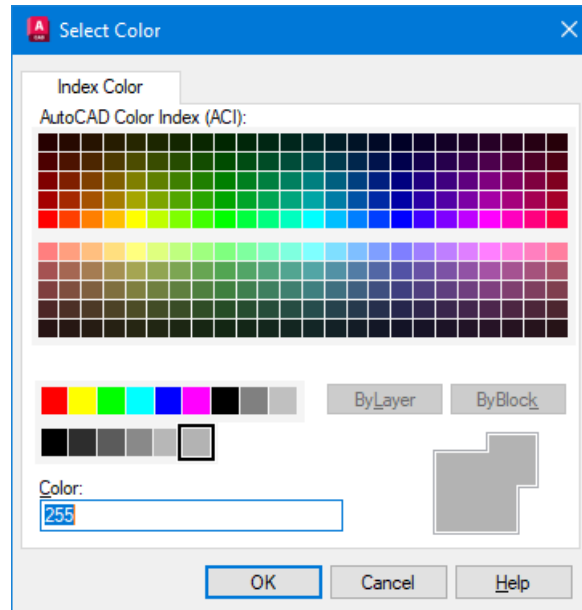 Select Color
Index Color
AutoCAD Color Index (ACI):
ByLayer
ByBlock
Color:
255
OK
Cancel
Help